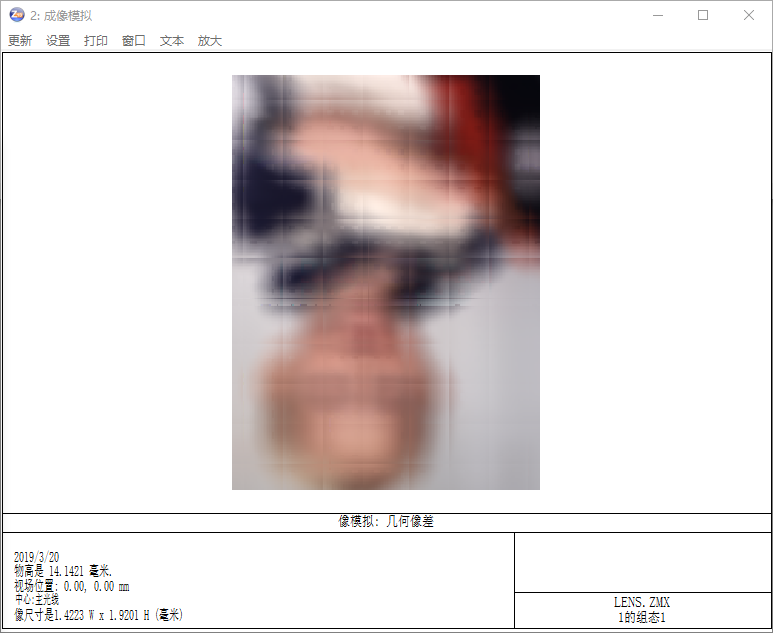 2: 成像模拟
更新 设置 打印 窗口 文本 放大
像模拟: 几何像差
2019/3/20
物高是 14.1421 毫米.
视场位置: 0.00, 0.00 mm
中心:主光线
像尺寸是1.4223 W x 1.9201 H (毫米)
LENS.ZMX
1的组态1